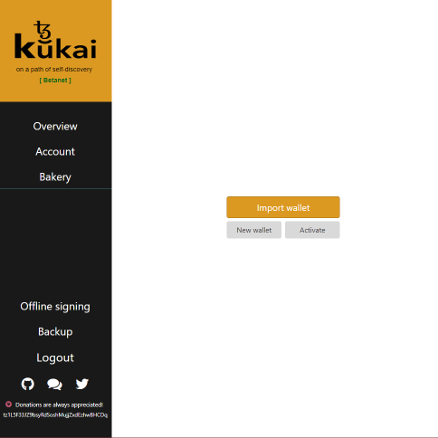 ꜩ
kukai
on a path of self-discovery
[ Betanet ]
Overview
Account
Bakery
Import wallet
New wallet Activate
Offline signing
Backup
Logout
Donations are always appreciated!